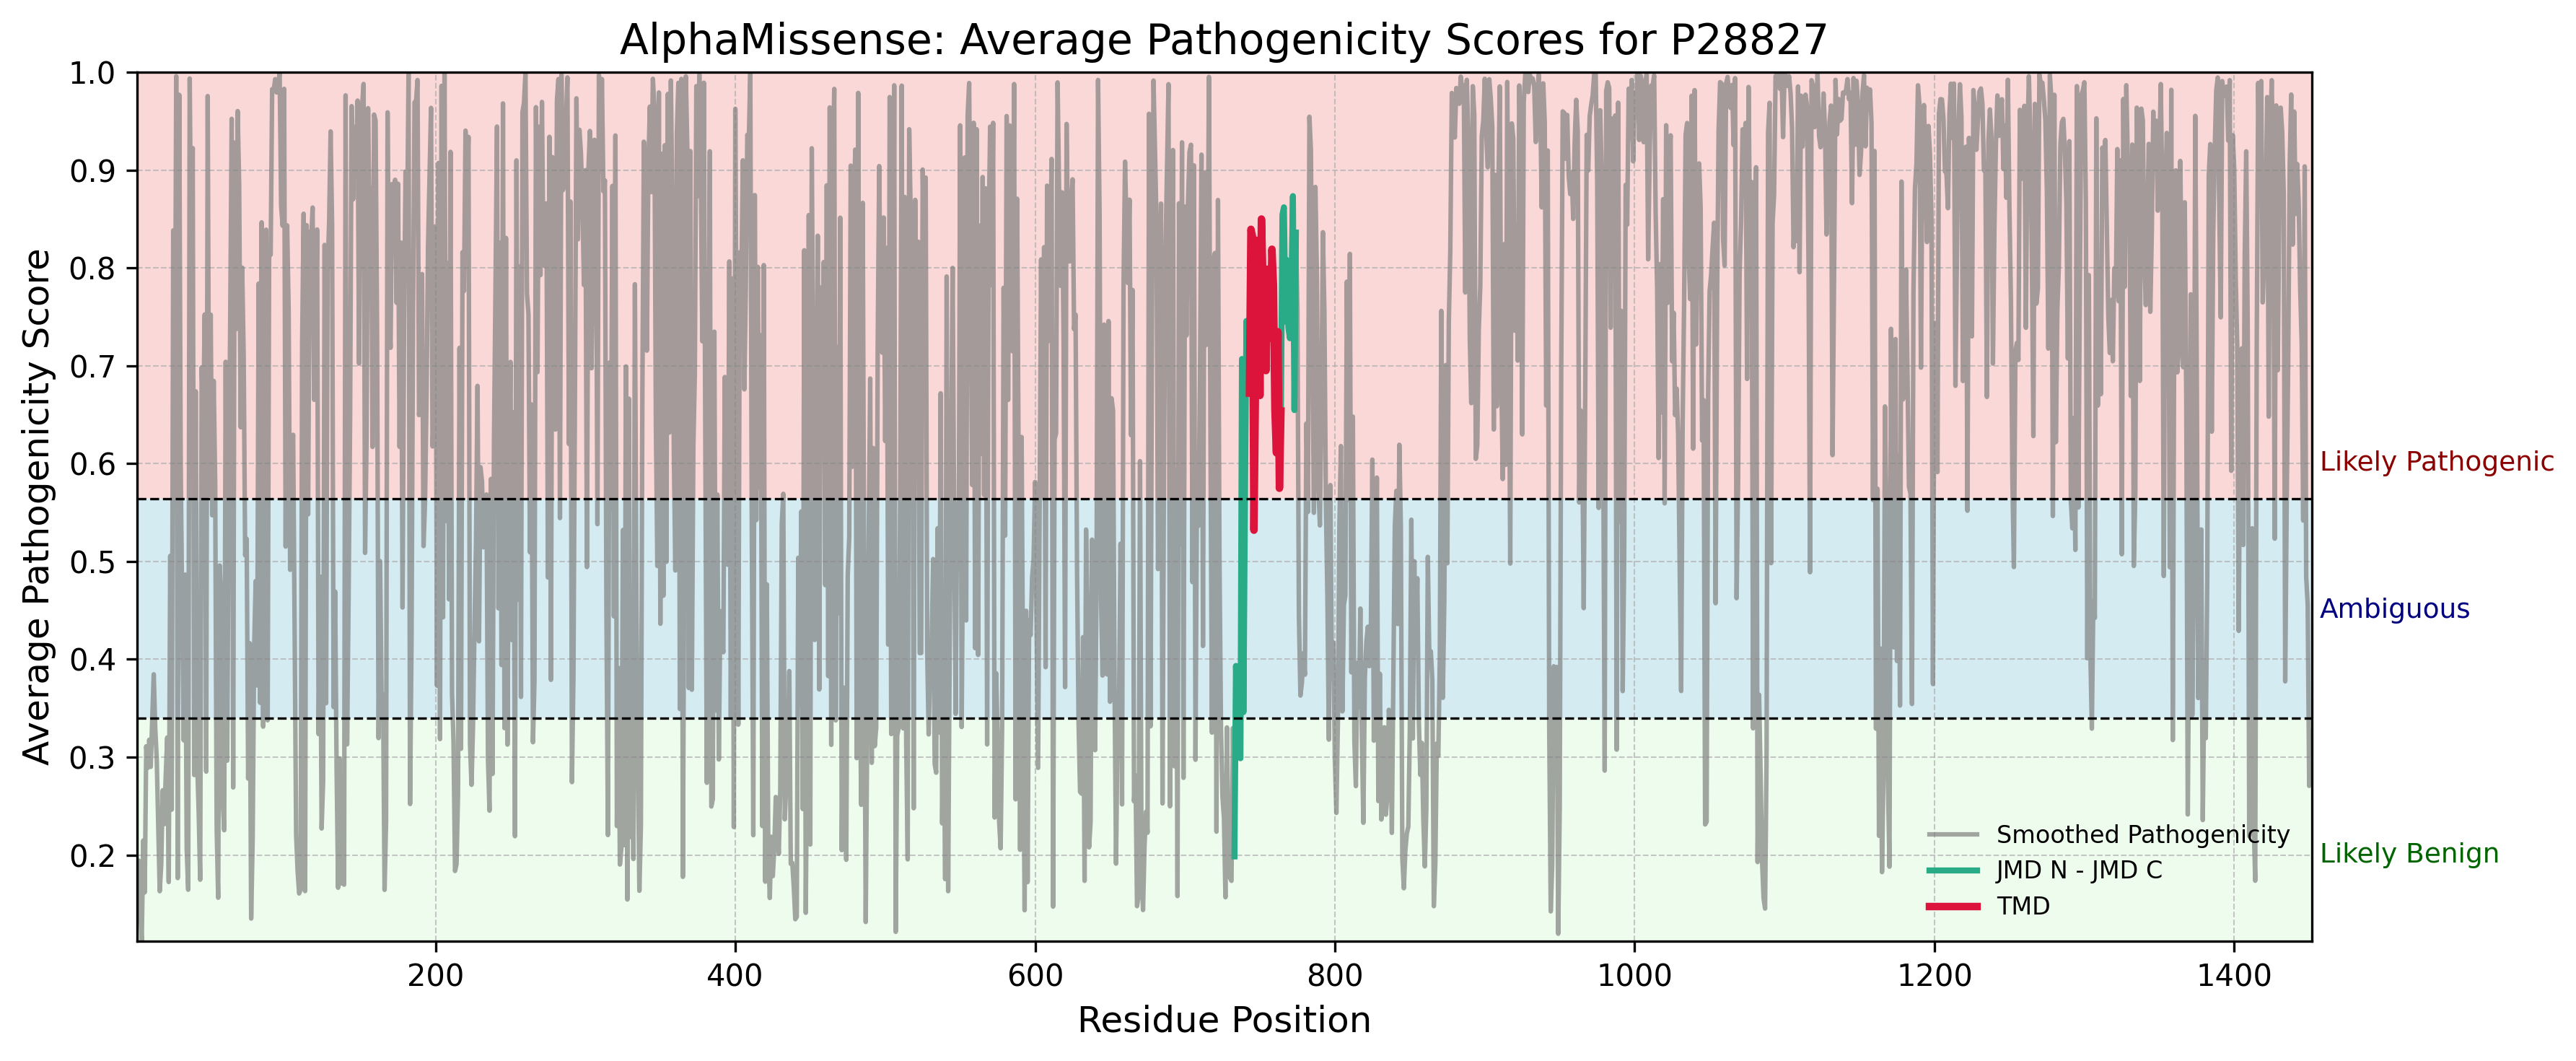 AlphaMissense: Average Pathogenicity Scores for P28827
Average Pathogenicity Score
1.0
0.9
0.8
0.7
0.6
0.5
0.4
0.3
0.2
Likely Pathogenic
Ambiguous
Likely Benign
Smoothed Pathogenicity
JMD N - JMD C
TMD
200
400
600
800
1000
1200
1400
Residue Position